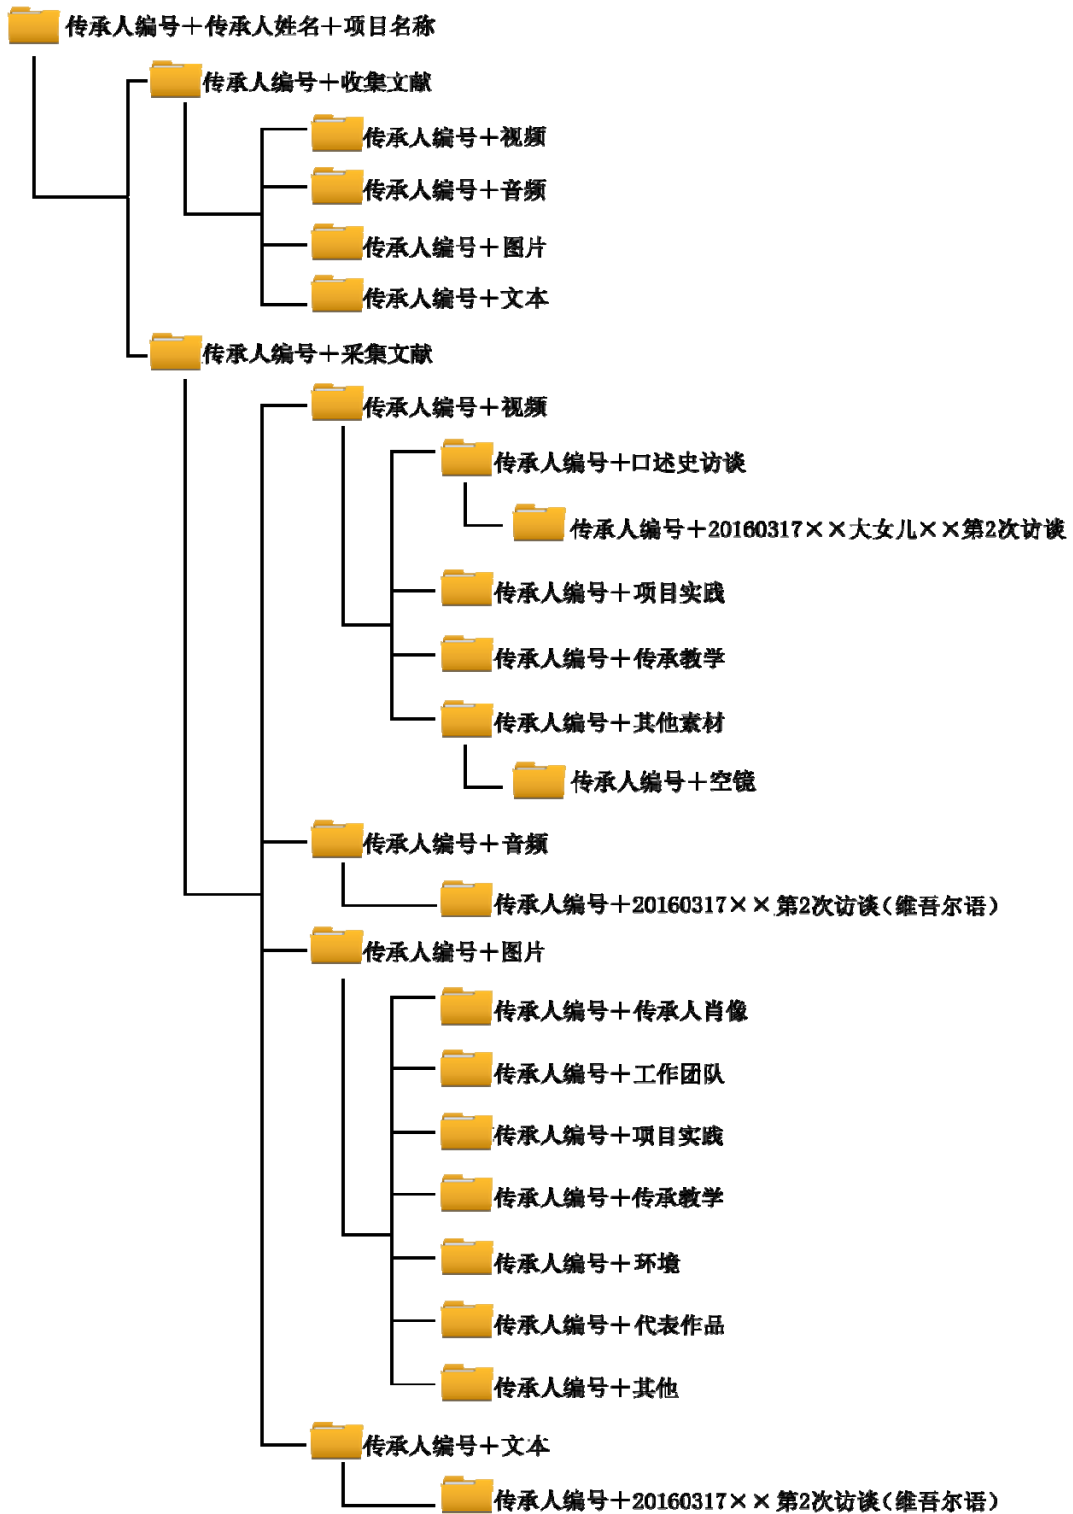 传承人编号＋传承人姓名＋项目名称
传承人编号＋收集文献
传承人编号＋视频
传承人编号＋音频
传承人编号＋图片
传承人编号＋文本
传承人编号＋采集文献
传承人编号＋视频
传承人编号＋口述史访谈
传承人编号＋20160317××大女儿××第2次访谈
传承人编号＋项目实践
传承人编号＋传承教学
传承人编号＋其他素材
传承人编号＋空镜
传承人编号＋音频
传承人编号＋20160317××第2次访谈（维吾尔语）
传承人编号＋图片
传承人编号＋传承人肖像
传承人编号＋工作团队
传承人编号＋项目实践
传承人编号＋传承教学
传承人编号＋环境
传承人编号＋代表作品
传承人编号＋其他
传承人编号＋文本
传承人编号＋20160317××第2次访谈（维吾尔语）